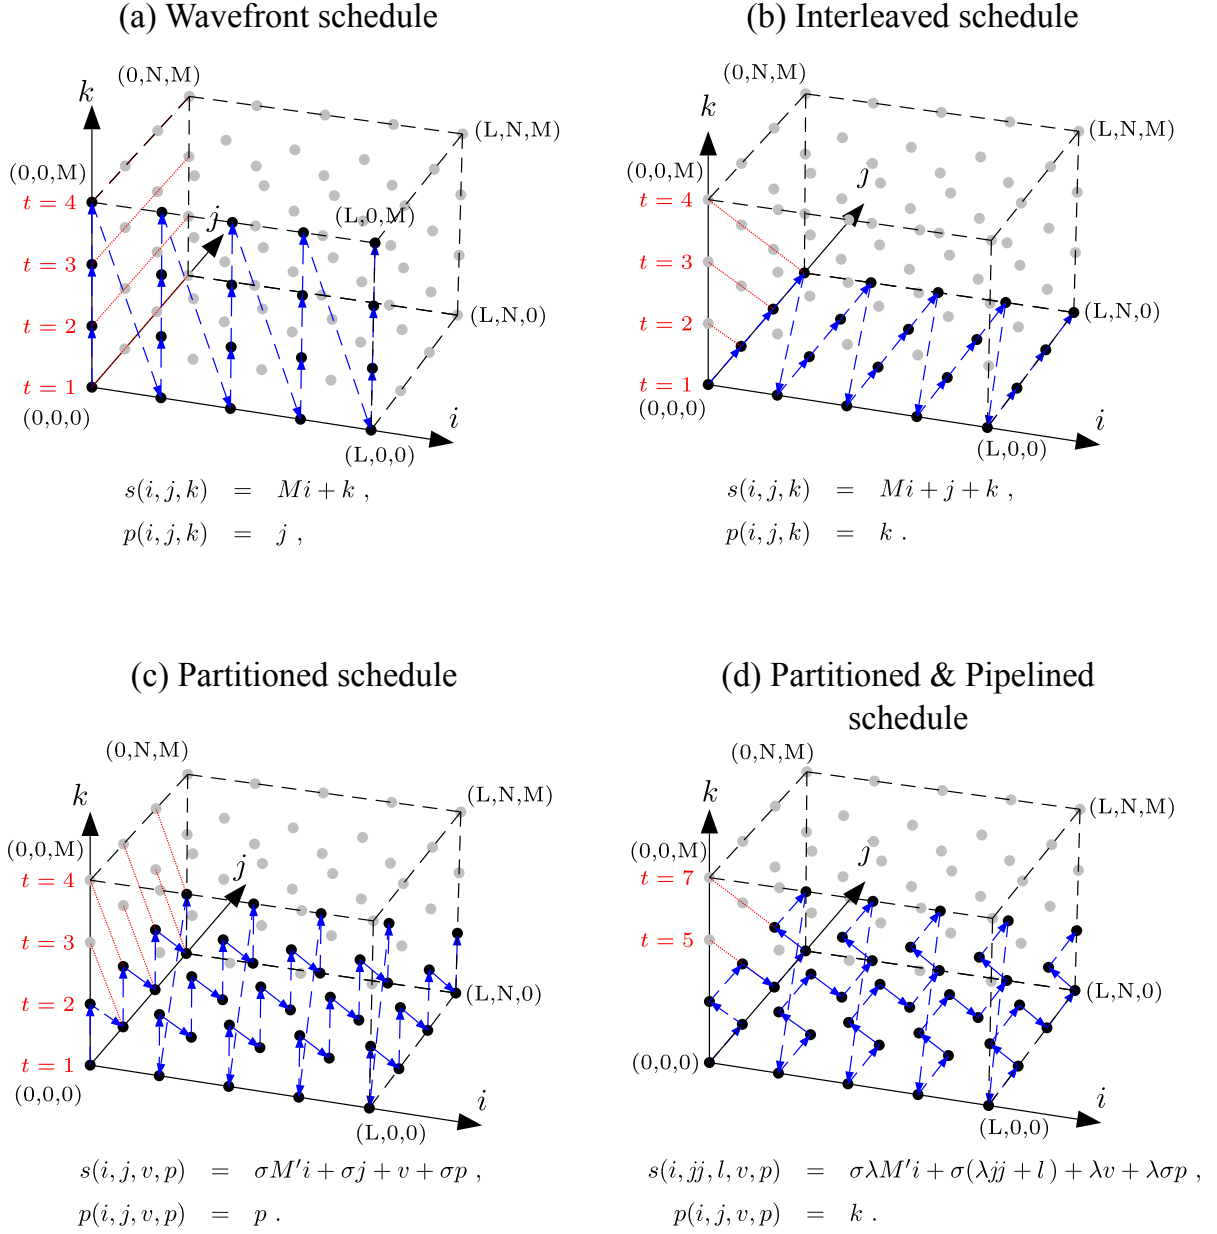 (a) Wavefront schedule
(0,N,M)
k
(L,N,M)
(0,0,M)
t = 4
j
(L,0,M)
t = 3
t = 2
(L,N,0)
t = 1
(0,0,0)
i
(L,0,0)
s(i, j, k) = Mi + k ,
p(i, j, k) = j ,
(b) Interleaved schedule
(0,N,M)
k
(L,N,M)
(0,0,M)
j
t = 4
t = 3
t = 2
(L,N,0)
t = 1
(0,0,0)
i
(L,0,0)
s(i, j, k) = Mi + j + k ,
p(i, j, k) = k .
(c) Partitioned schedule
(0,N,M)
k
(L,N,M)
(0,0,M)
j
t = 4
t = 3
t = 2
(L,N,0)
t = 1
(0,0,0)
i
(L,0,0)
s(i, j, v, p) = σM′i + σj + v + σp ,
p(i, j, v, p) = p .
(d) Partitioned & Pipelined
schedule
(0,N,M)
k
(L,N,M)
(0,0,M)
j
t = 7
t = 5
(L,N,0)
(0,0,0)
i
(L,0,0)
s(i, jj, l, v, p) = σλM′i + σ(λjj + l) + λv + λσp ,
p(i, j, v, p) = k .